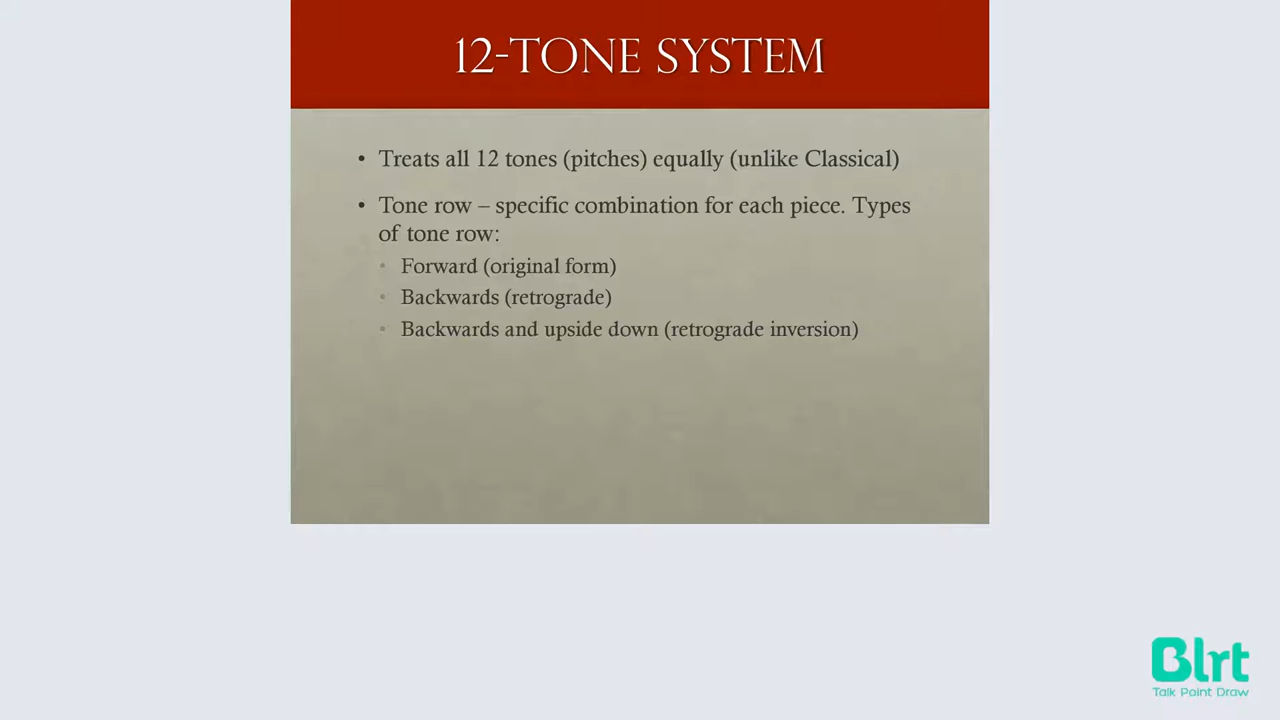 12-TONE SYSTEM
• Treats all 12 tones (pitches) equally (unlike Classical)
• Tone row – specific combination for each piece. Types
of tone row:
• Forward (original form)
• Backwards (retrograde)
• Backwards and upside down (retrograde inversion)
Blrt
Talk Point Draw